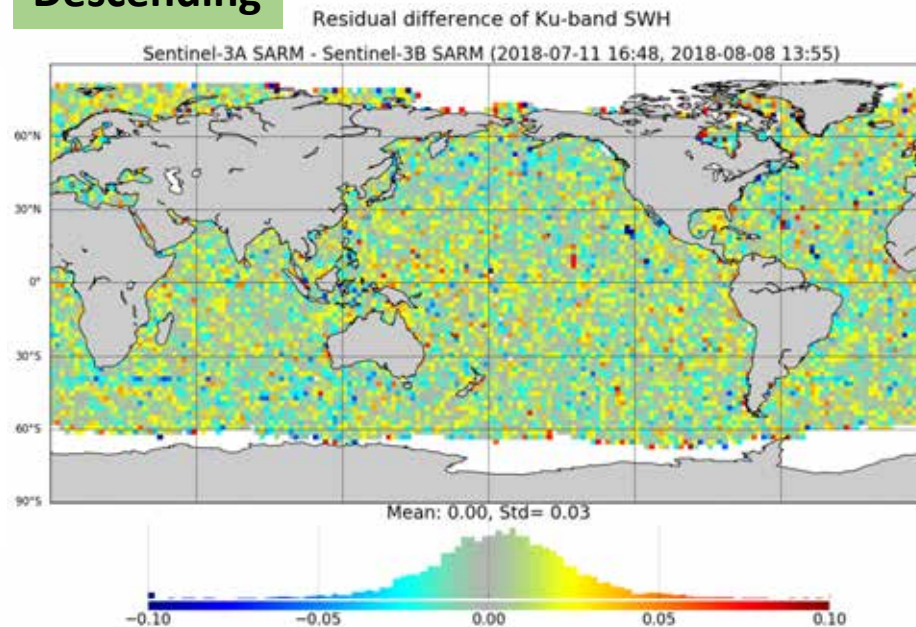 Descending
Residual difference of Ku-band SWH
Sentinel-3A SARM - Sentinel-3B SARM (2018-07-11 16:48, 2018-08-08 13:55)
60°N
30°N
0°
30°S
60°S
90°S
Mean: 0.00, Std= 0.03
−0.10 −0.05 0.00 0.05 0.10